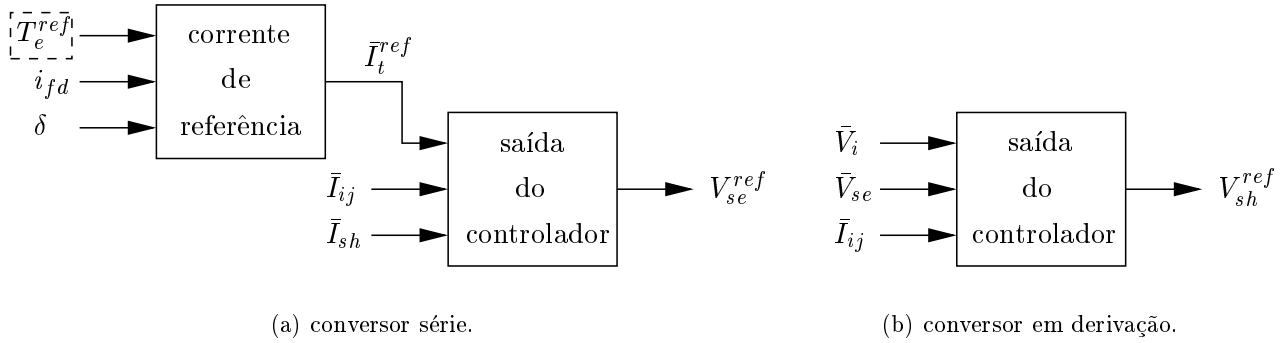 T_e^{ref}
i_{fd}
δ
corrente
de
referência
Ī_t^{ref}
Ī_{ij}
Ī_{sh}
saída
do
controlador
V_{se}^{ref}
V̄_i
V̄_{se}
Ī_{ij}
saída
do
controlador
V_{sh}^{ref}
(a) conversor série.
(b) conversor em derivação.